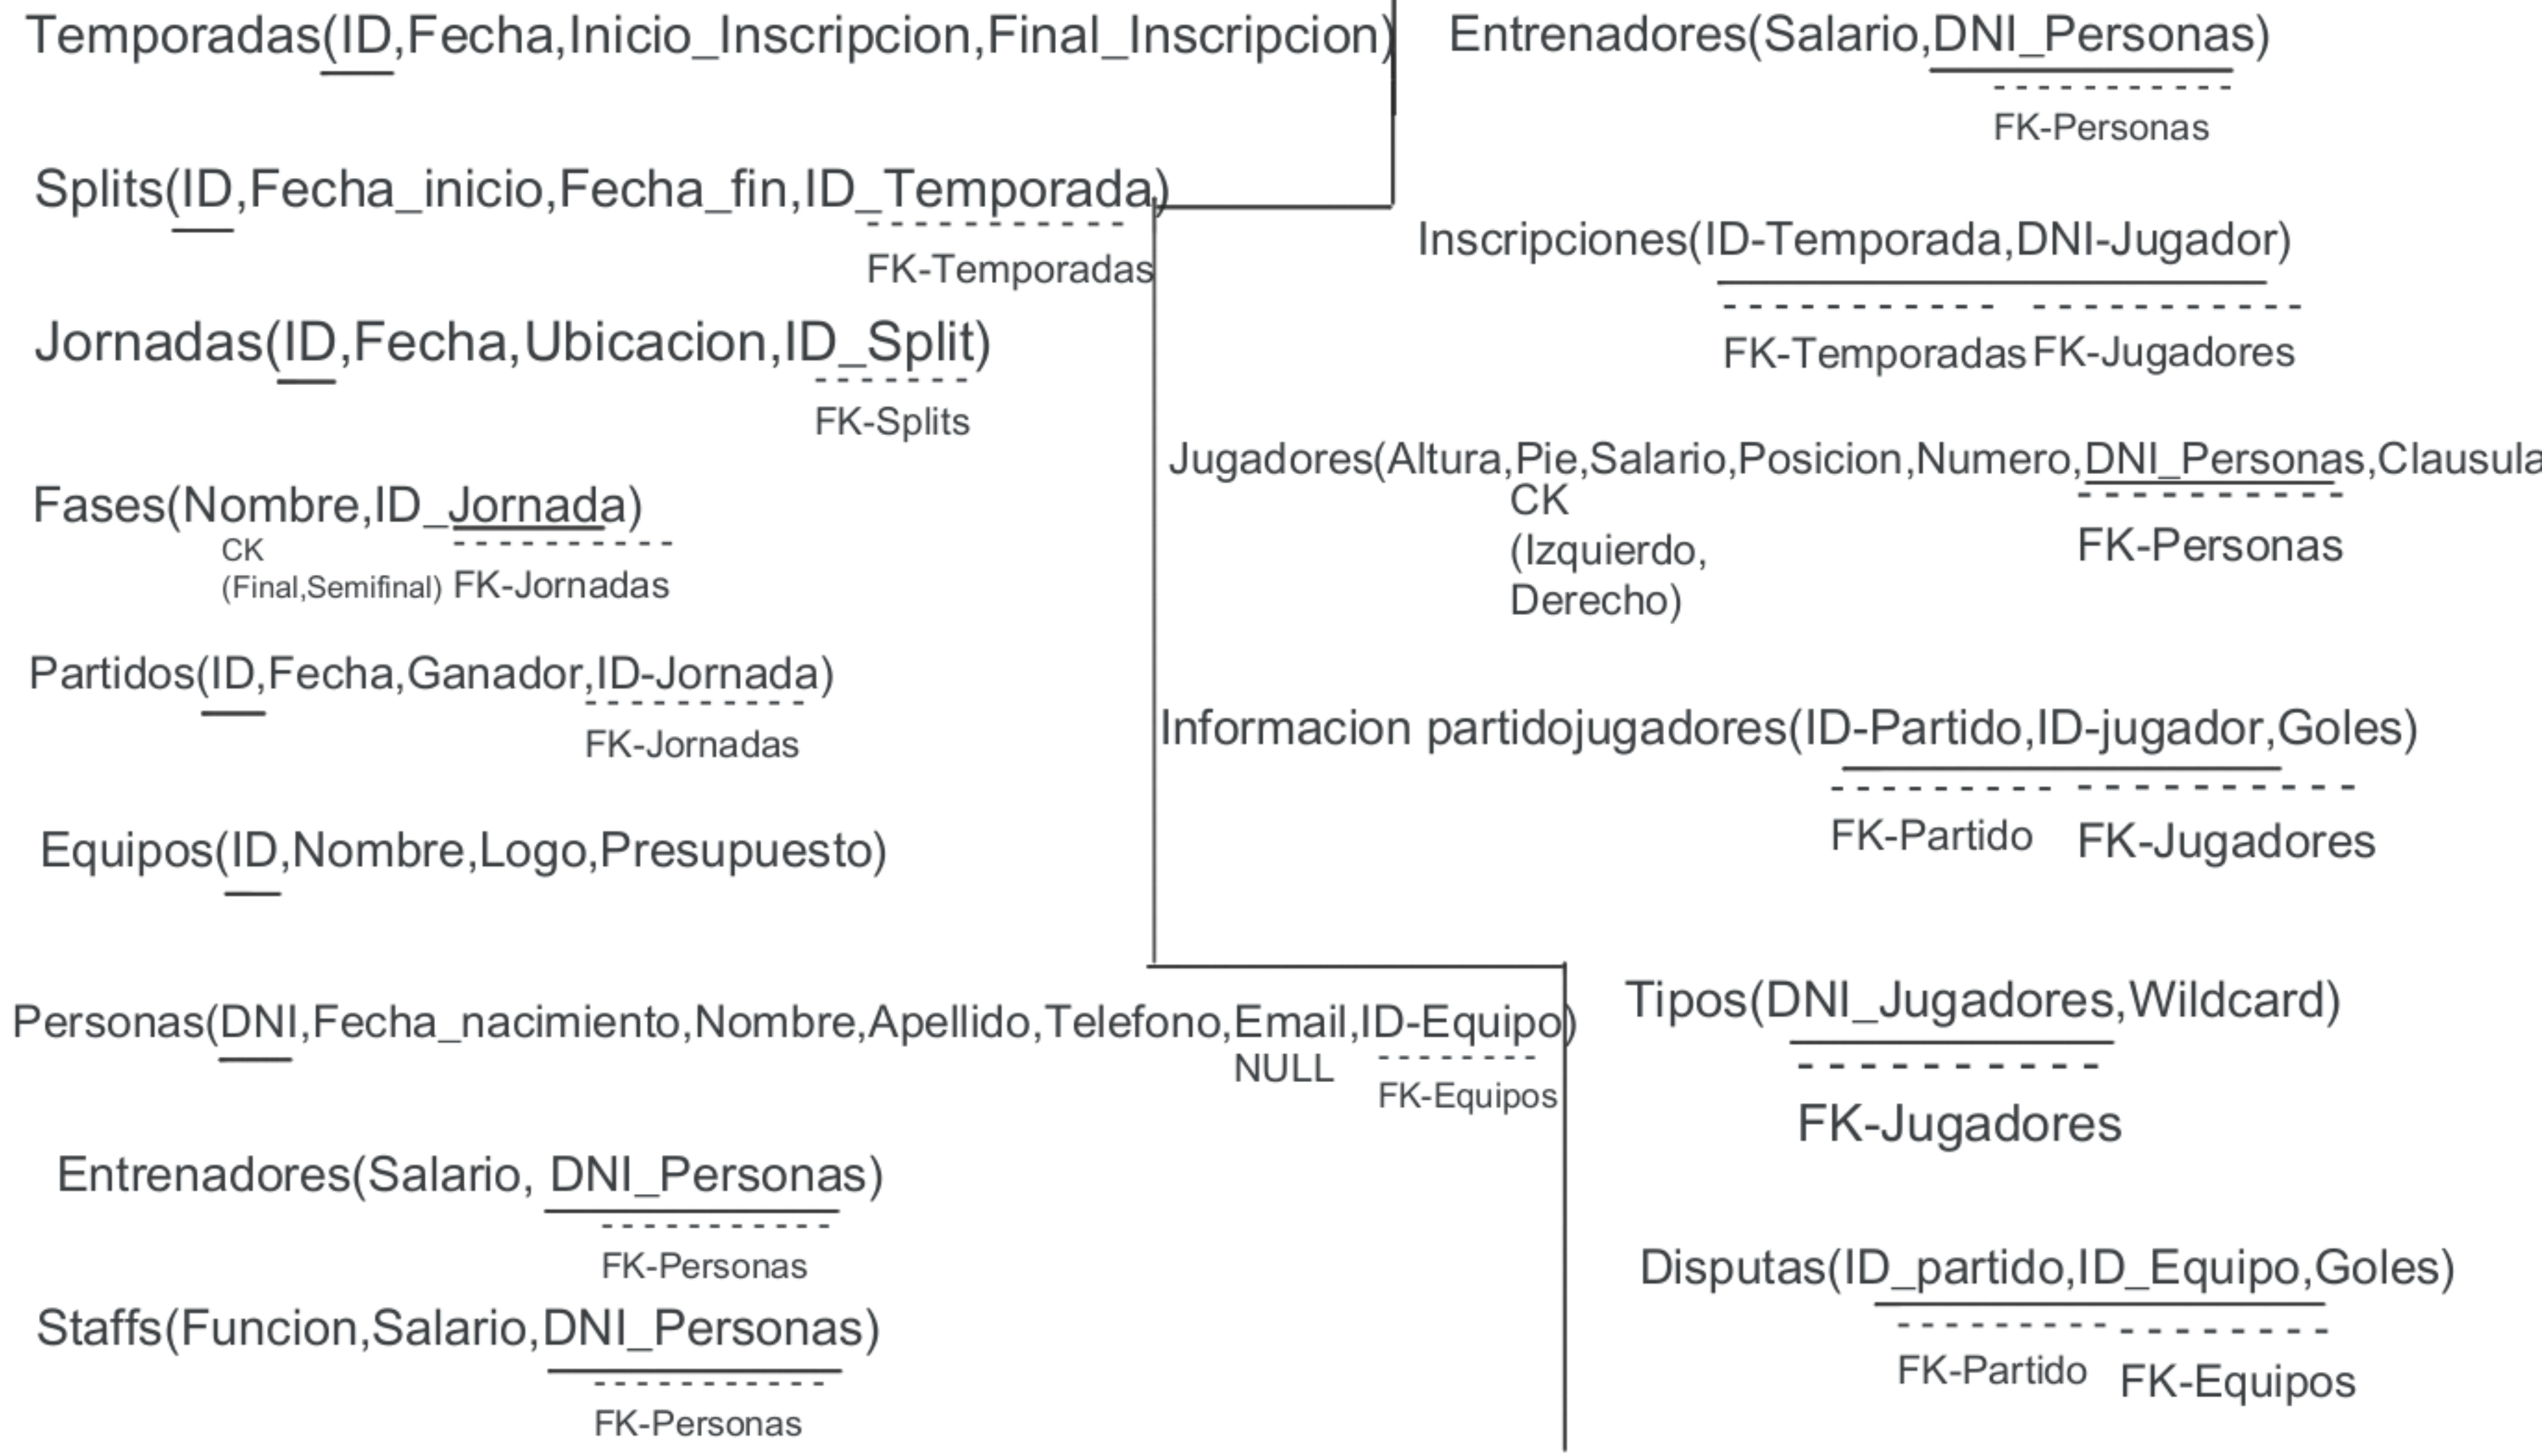 Temporadas(ID,Fecha,Inicio_Inscripcion,Final_Inscripcion)
Splits(ID,Fecha_inicio,Fecha_fin,ID_Temporada)
FK-Temporadas
Jornadas(ID,Fecha,Ubicacion,ID_Split)
FK-Splits
Fases(Nombre,ID_Jornada)
CK
(Final,Semifinal) FK-Jornadas
Partidos(ID,Fecha,Ganador,ID-Jornada)
FK-Jornadas
Equipos(ID,Nombre,Logo,Presupuesto)
Personas(DNI,Fecha_nacimiento,Nombre,Apellido,Telefono,Email,ID-Equipo)
NULL FK-Equipos
Entrenadores(Salario, DNI_Personas)
FK-Personas
Staffs(Funcion,Salario,DNI_Personas)
FK-Personas
Entrenadores(Salario,DNI_Personas)
FK-Personas
Inscripciones(ID-Temporada,DNI-Jugador)
FK-Temporadas FK-Jugadores
Jugadores(Altura,Pie,Salario,Posicion,Numero,DNI_Personas,Clausula
CK
(Izquierdo,
Derecho)
FK-Personas
Informacion partidojugadores(ID-Partido,ID-jugador,Goles)
FK-Partido FK-Jugadores
Tipos(DNI_Jugadores,Wildcard)
FK-Jugadores
Disputas(ID_partido,ID_Equipo,Goles)
FK-Partido FK-Equipos